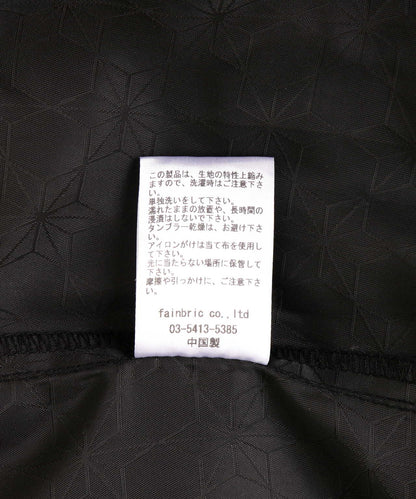 この製品は、生地の特性上縮み
ますので、洗濯時はご注意下さ
い。
単独洗いをして下さい。
濡れたままの放置や、長時間の
浸漬はしないで下さい。
タンブラー乾燥は、お避け下さ
い。
アイロンがけは当て布を使用し
て下さい。
光に当たらない場所に保管して
下さい。
摩擦や引っかけに、ご注意下さ
い。
fainbric co.,ltd
03-5413-5385
中国製